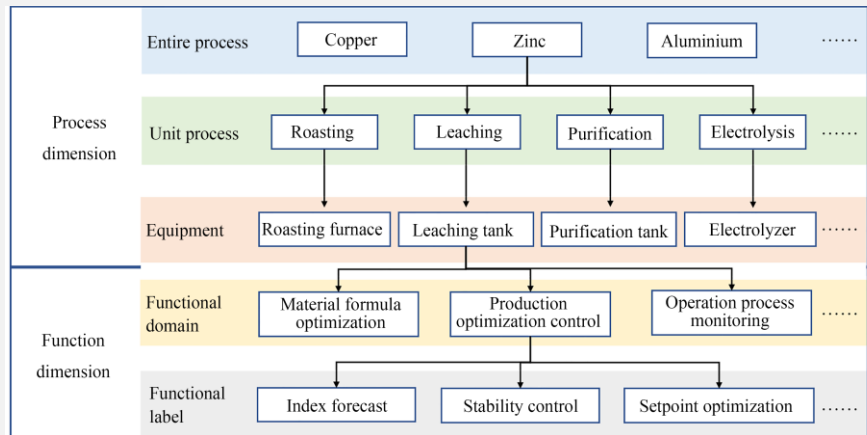 Entire process
Copper
Zinc
Aluminium
······
Process
dimension
Unit process
Roasting
Leaching
Purification
Electrolysis
······
Equipment
Roasting furnace
Leaching tank
Purification tank
Electrolyzer
······
Function
dimension
Functional
domain
Material formula
optimization
Production
optimization control
Operation process
monitoring
······
Functional
label
Index forecast
Stability control
Setpoint optimization
······